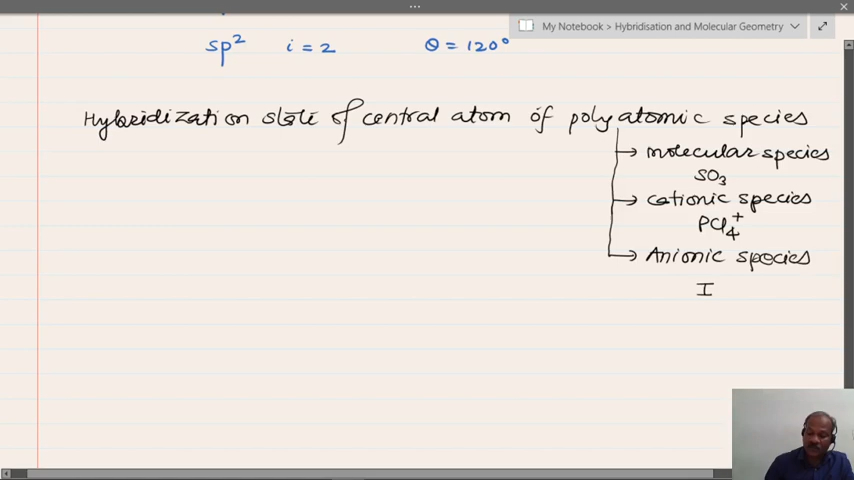 My Notebook > Hybridisation and Molecular Geometry
sp² i = 2 θ = 120°
Hybridization state of central atom of polyatomic species
→ molecular species
SO₃
→ cationic species
PCl₄⁺
→ Anionic species
I